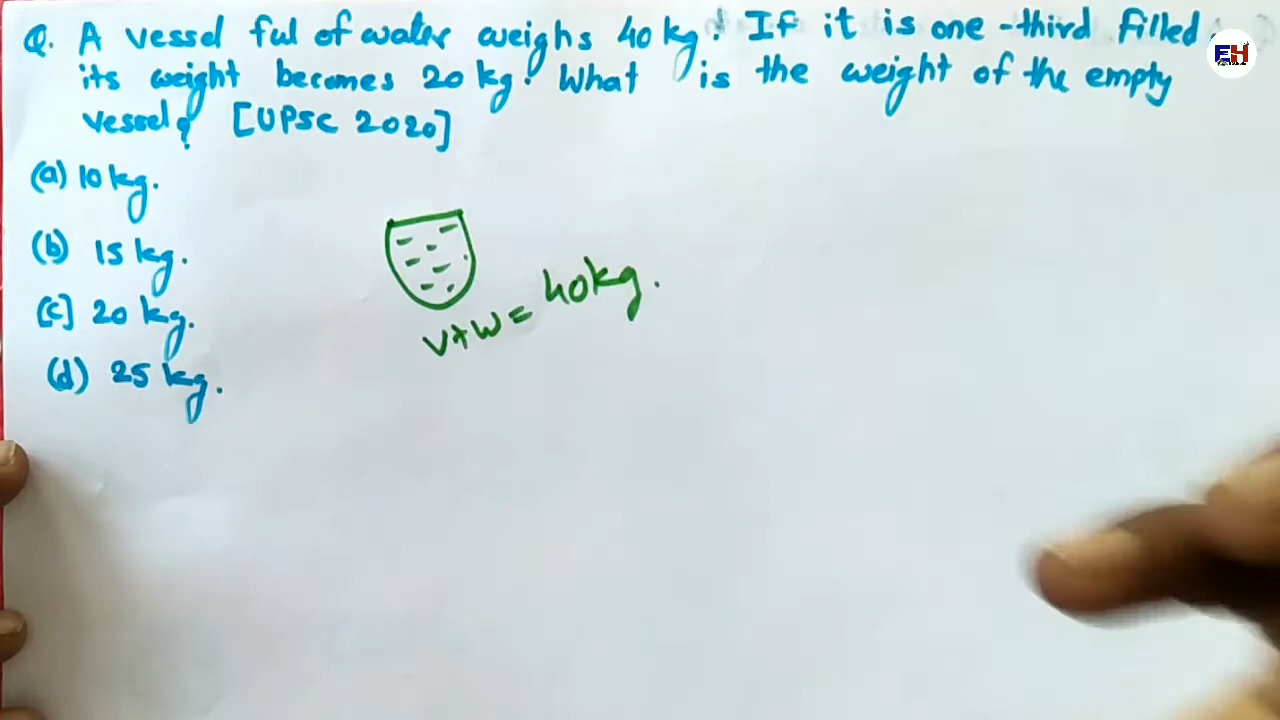 Q. A vessel ful of water weighs 40 kg. If it is one-third filled.
its weight becomes 20 kg. What is the weight of the empty
vessel? [UPSC 2020]
(a) 10 kg.
(b) 15 kg.
[c] 20 kg.
(d) 25 kg.
V+W = 40kg.
EH